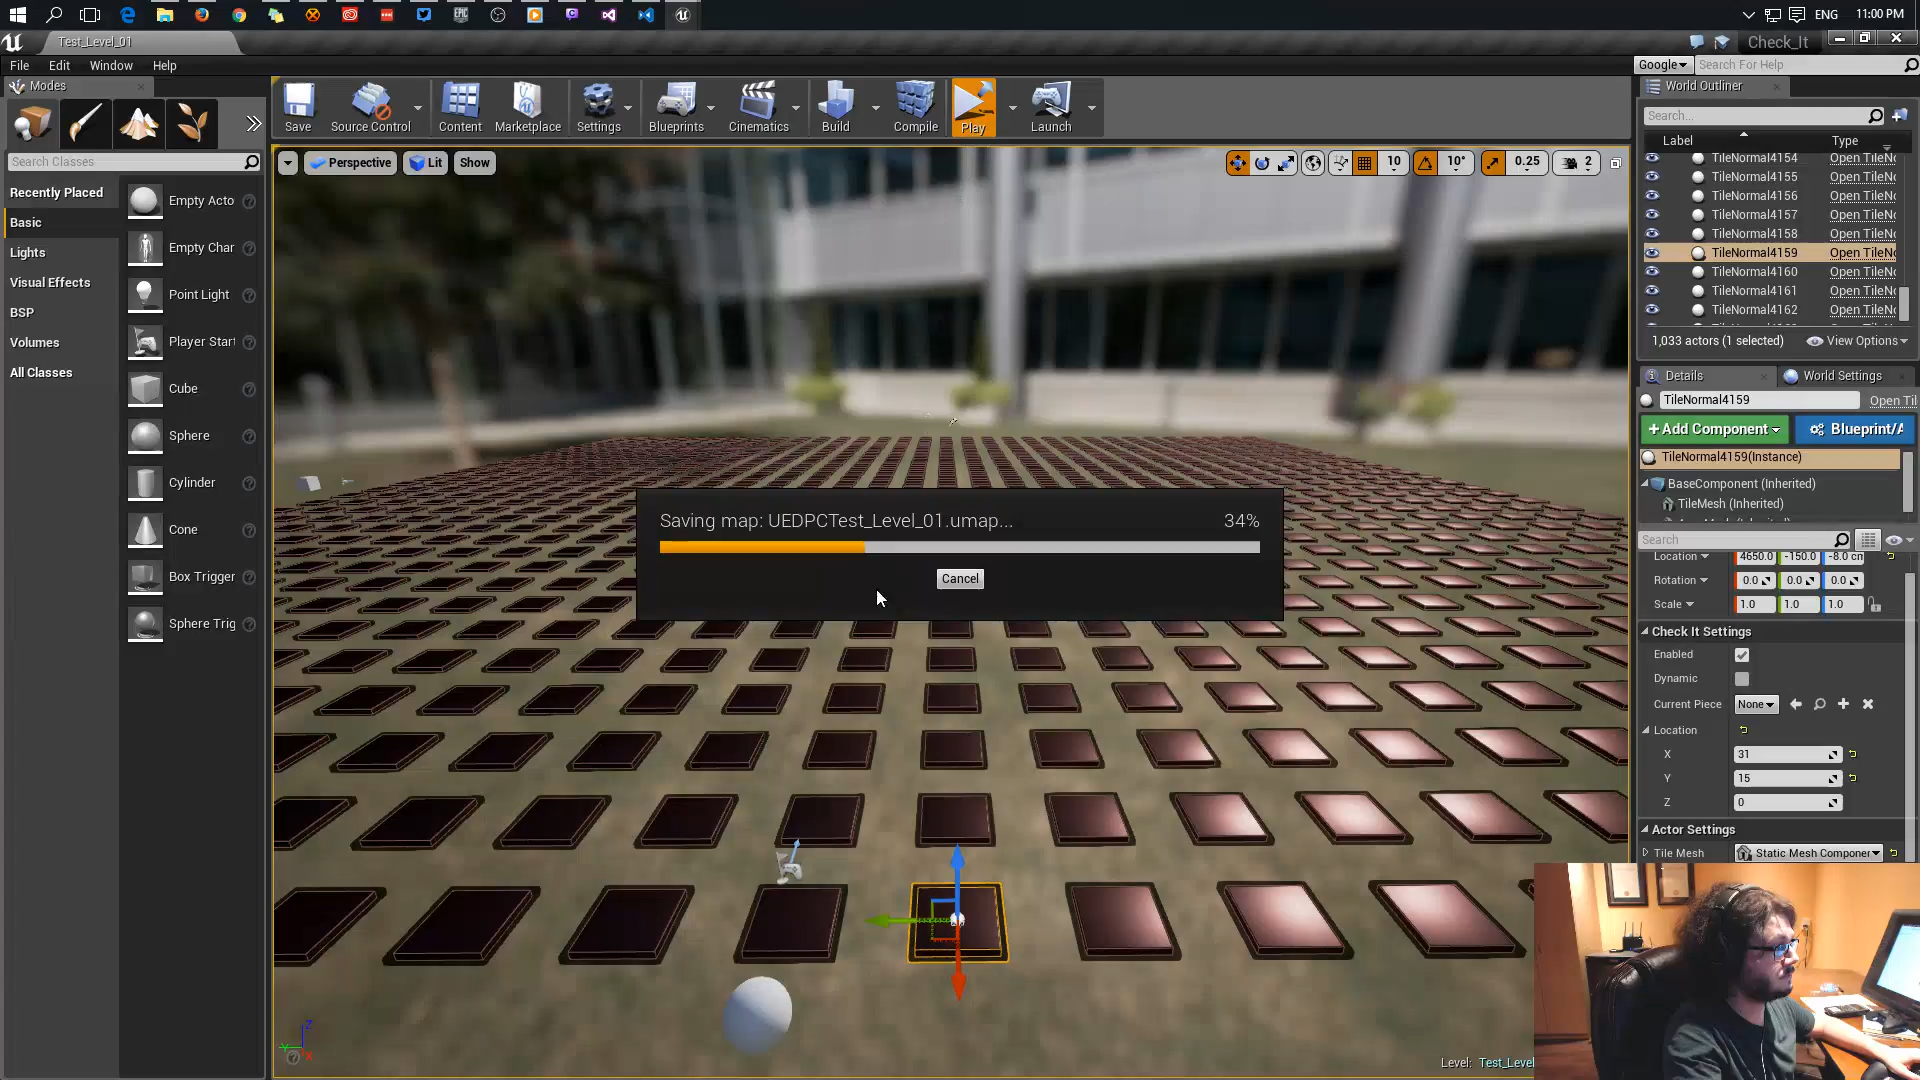 ENG
11:00 PM
Test_Level_01
Check_It
File Edit Window Help
Google Search For Help
Modes
World Outliner
Save
Source Control
Content
Marketplace
Settings
Blueprints
Cinematics
Build
Compile
Play
Launch
Search...
Label Type
Search Classes
Perspective
Lit
Show
10
10°
0.25
2
TileNormal4154 Open TileNo
TileNormal4155 Open TileNo
TileNormal4156 Open TileNo
TileNormal4157 Open TileNo
TileNormal4158 Open TileNo
TileNormal4159 Open TileNo
TileNormal4160 Open TileNo
TileNormal4161 Open TileNo
TileNormal4162 Open TileNo
1,033 actors (1 selected) View Options
Recently Placed
Basic
Lights
Visual Effects
BSP
Volumes
All Classes
Empty Acto
Empty Char
Point Light
Player Start
Cube
Sphere
Cylinder
Cone
Box Trigger
Sphere Trig
Details
World Settings
TileNormal4159
Open Til
+Add Component
Blueprint/A
TileNormal4159(Instance)
BaseComponent (Inherited)
TileMesh (Inherited)
Search
Location 4650.0 -150.0 -8.0 cm
Rotation 0.0 0.0 0.0
Scale 1.0 1.0 1.0
Check It Settings
Enabled
Dynamic
Current Piece None
Location
X 31
Y 15
Z 0
Actor Settings
Tile Mesh Static Mesh Componer
Saving map: UEDPCTest_Level_01.umap... 34%
Cancel
Z
Y
X
Level: Test_Level